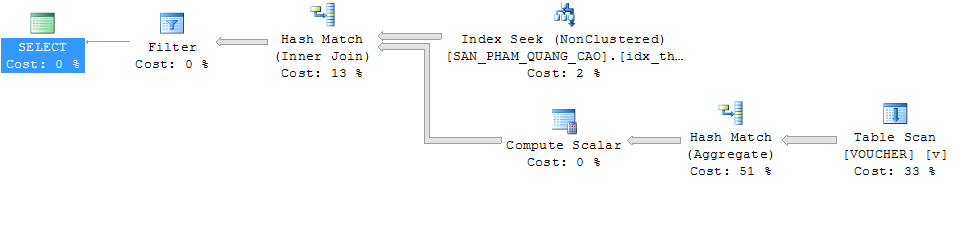 SELECT
Cost: 0 %
Filter
Cost: 0 %
Hash Match
(Inner Join)
Cost: 13 %
Index Seek (NonClustered)
[SAN_PHAM_QUANG_CAO].[idx_th…
Cost: 2 %
Compute Scalar
Cost: 0 %
Hash Match
(Aggregate)
Cost: 51 %
Table Scan
[VOUCHER] [v]
Cost: 33 %